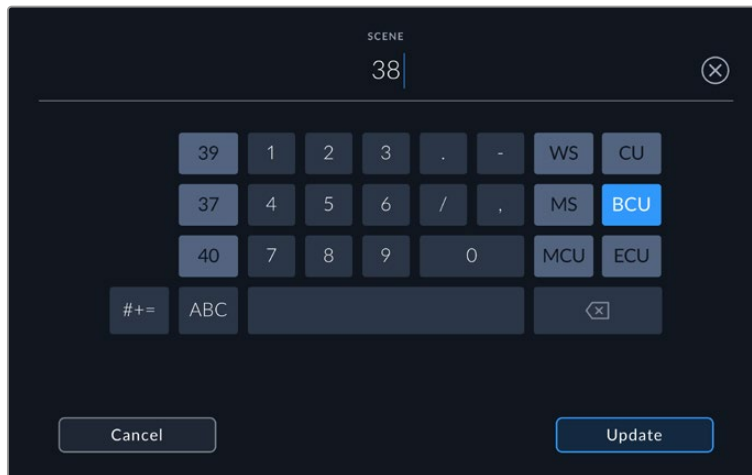 SCENE
38
39 1 2 3 . - WS CU
37 4 5 6 / , MS BCU
40 7 8 9 0 MCU ECU
#+= ABC
Cancel Update